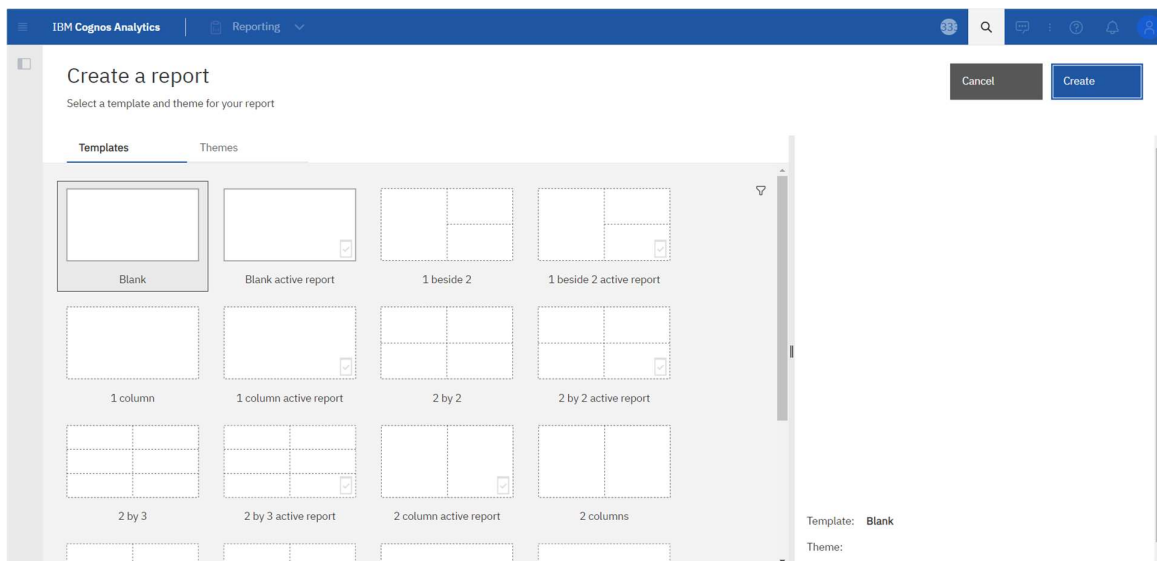 IBM Cognos Analytics
Reporting
Create a report
Select a template and theme for your report
Cancel
Create
Templates
Themes
Blank
Blank active report
1 beside 2
1 beside 2 active report
1 column
1 column active report
2 by 2
2 by 2 active report
2 by 3
2 by 3 active report
2 column active report
2 columns
Template: Blank
Theme: